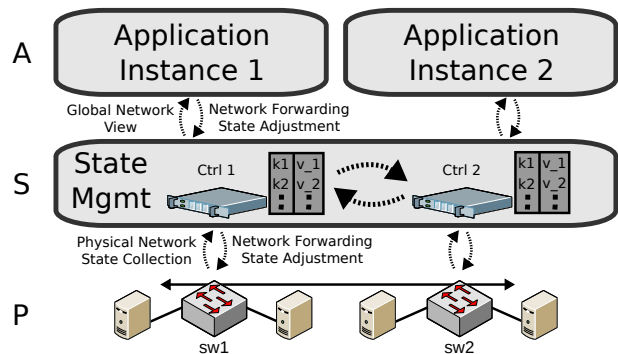 A
Application
Instance 1
Application
Instance 2
Global Network
View
Network Forwarding
State Adjustment
S
State
Mgmt
Ctrl 1
k1 v_1
k2 v_2
Ctrl 2
k1 v_1
k2 v_2
Physical Network
State Collection
Network Forwarding
State Adjustment
P
sw1
sw2